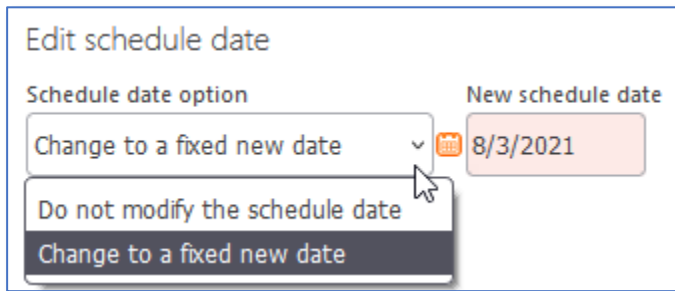 Edit schedule date
Schedule date option
New schedule date
Change to a fixed new date
8/3/2021
Do not modify the schedule date
Change to a fixed new date